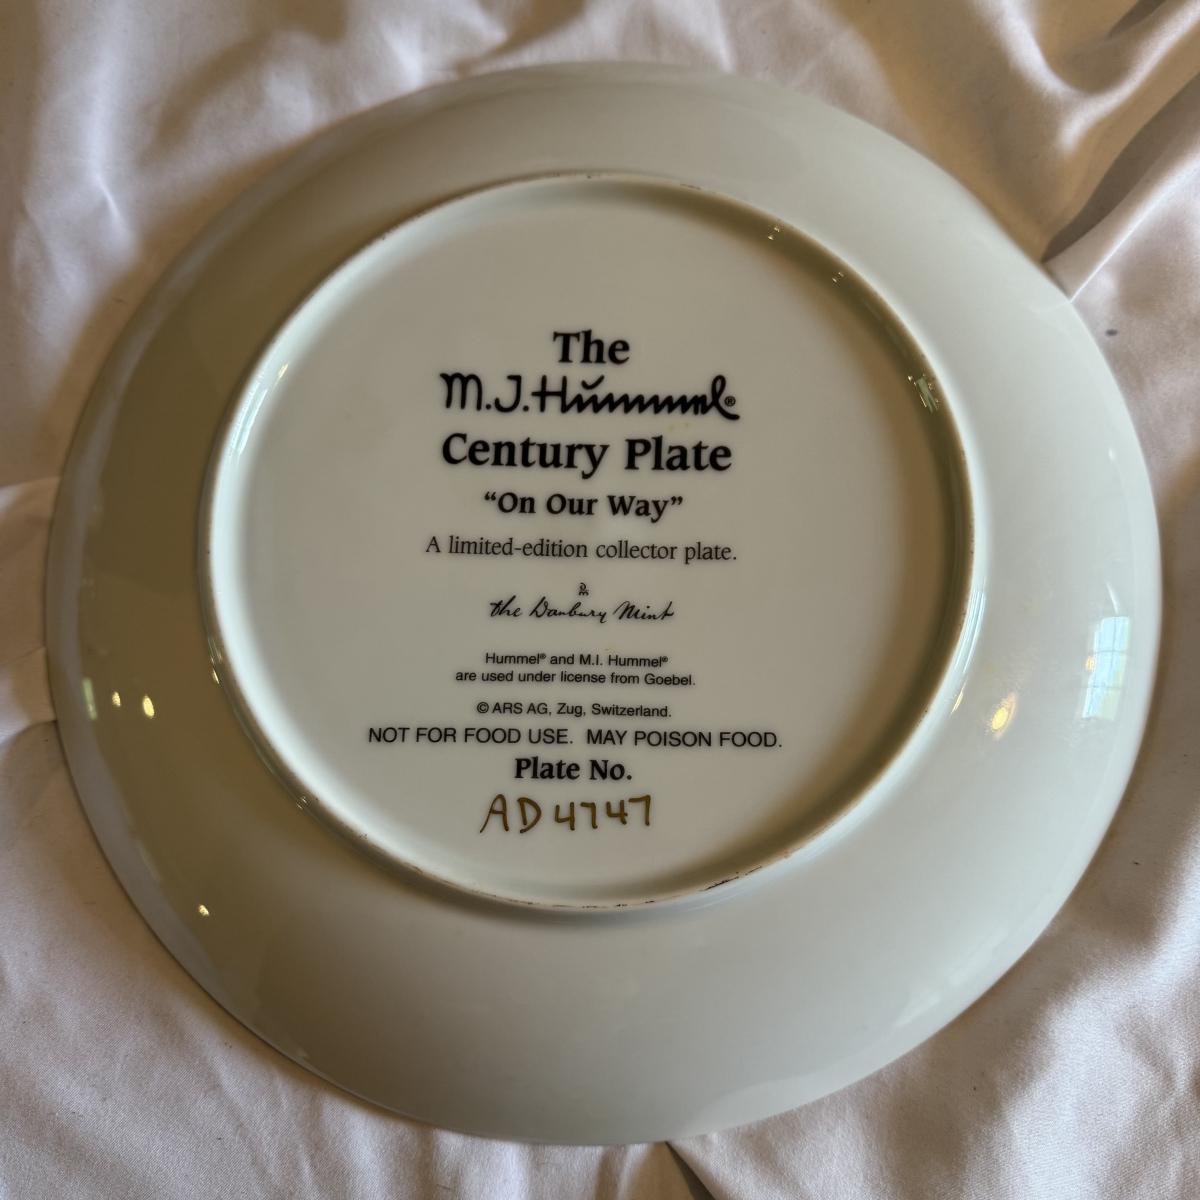 The
M.J. Hummel®
Century Plate
“On Our Way”
A limited-edition collector plate.
DM
the Danbury Mint
Hummel® and M.I. Hummel®
are used under license from Goebel.
© ARS AG, Zug, Switzerland.
NOT FOR FOOD USE. MAY POISON FOOD.
Plate No.
AD4747